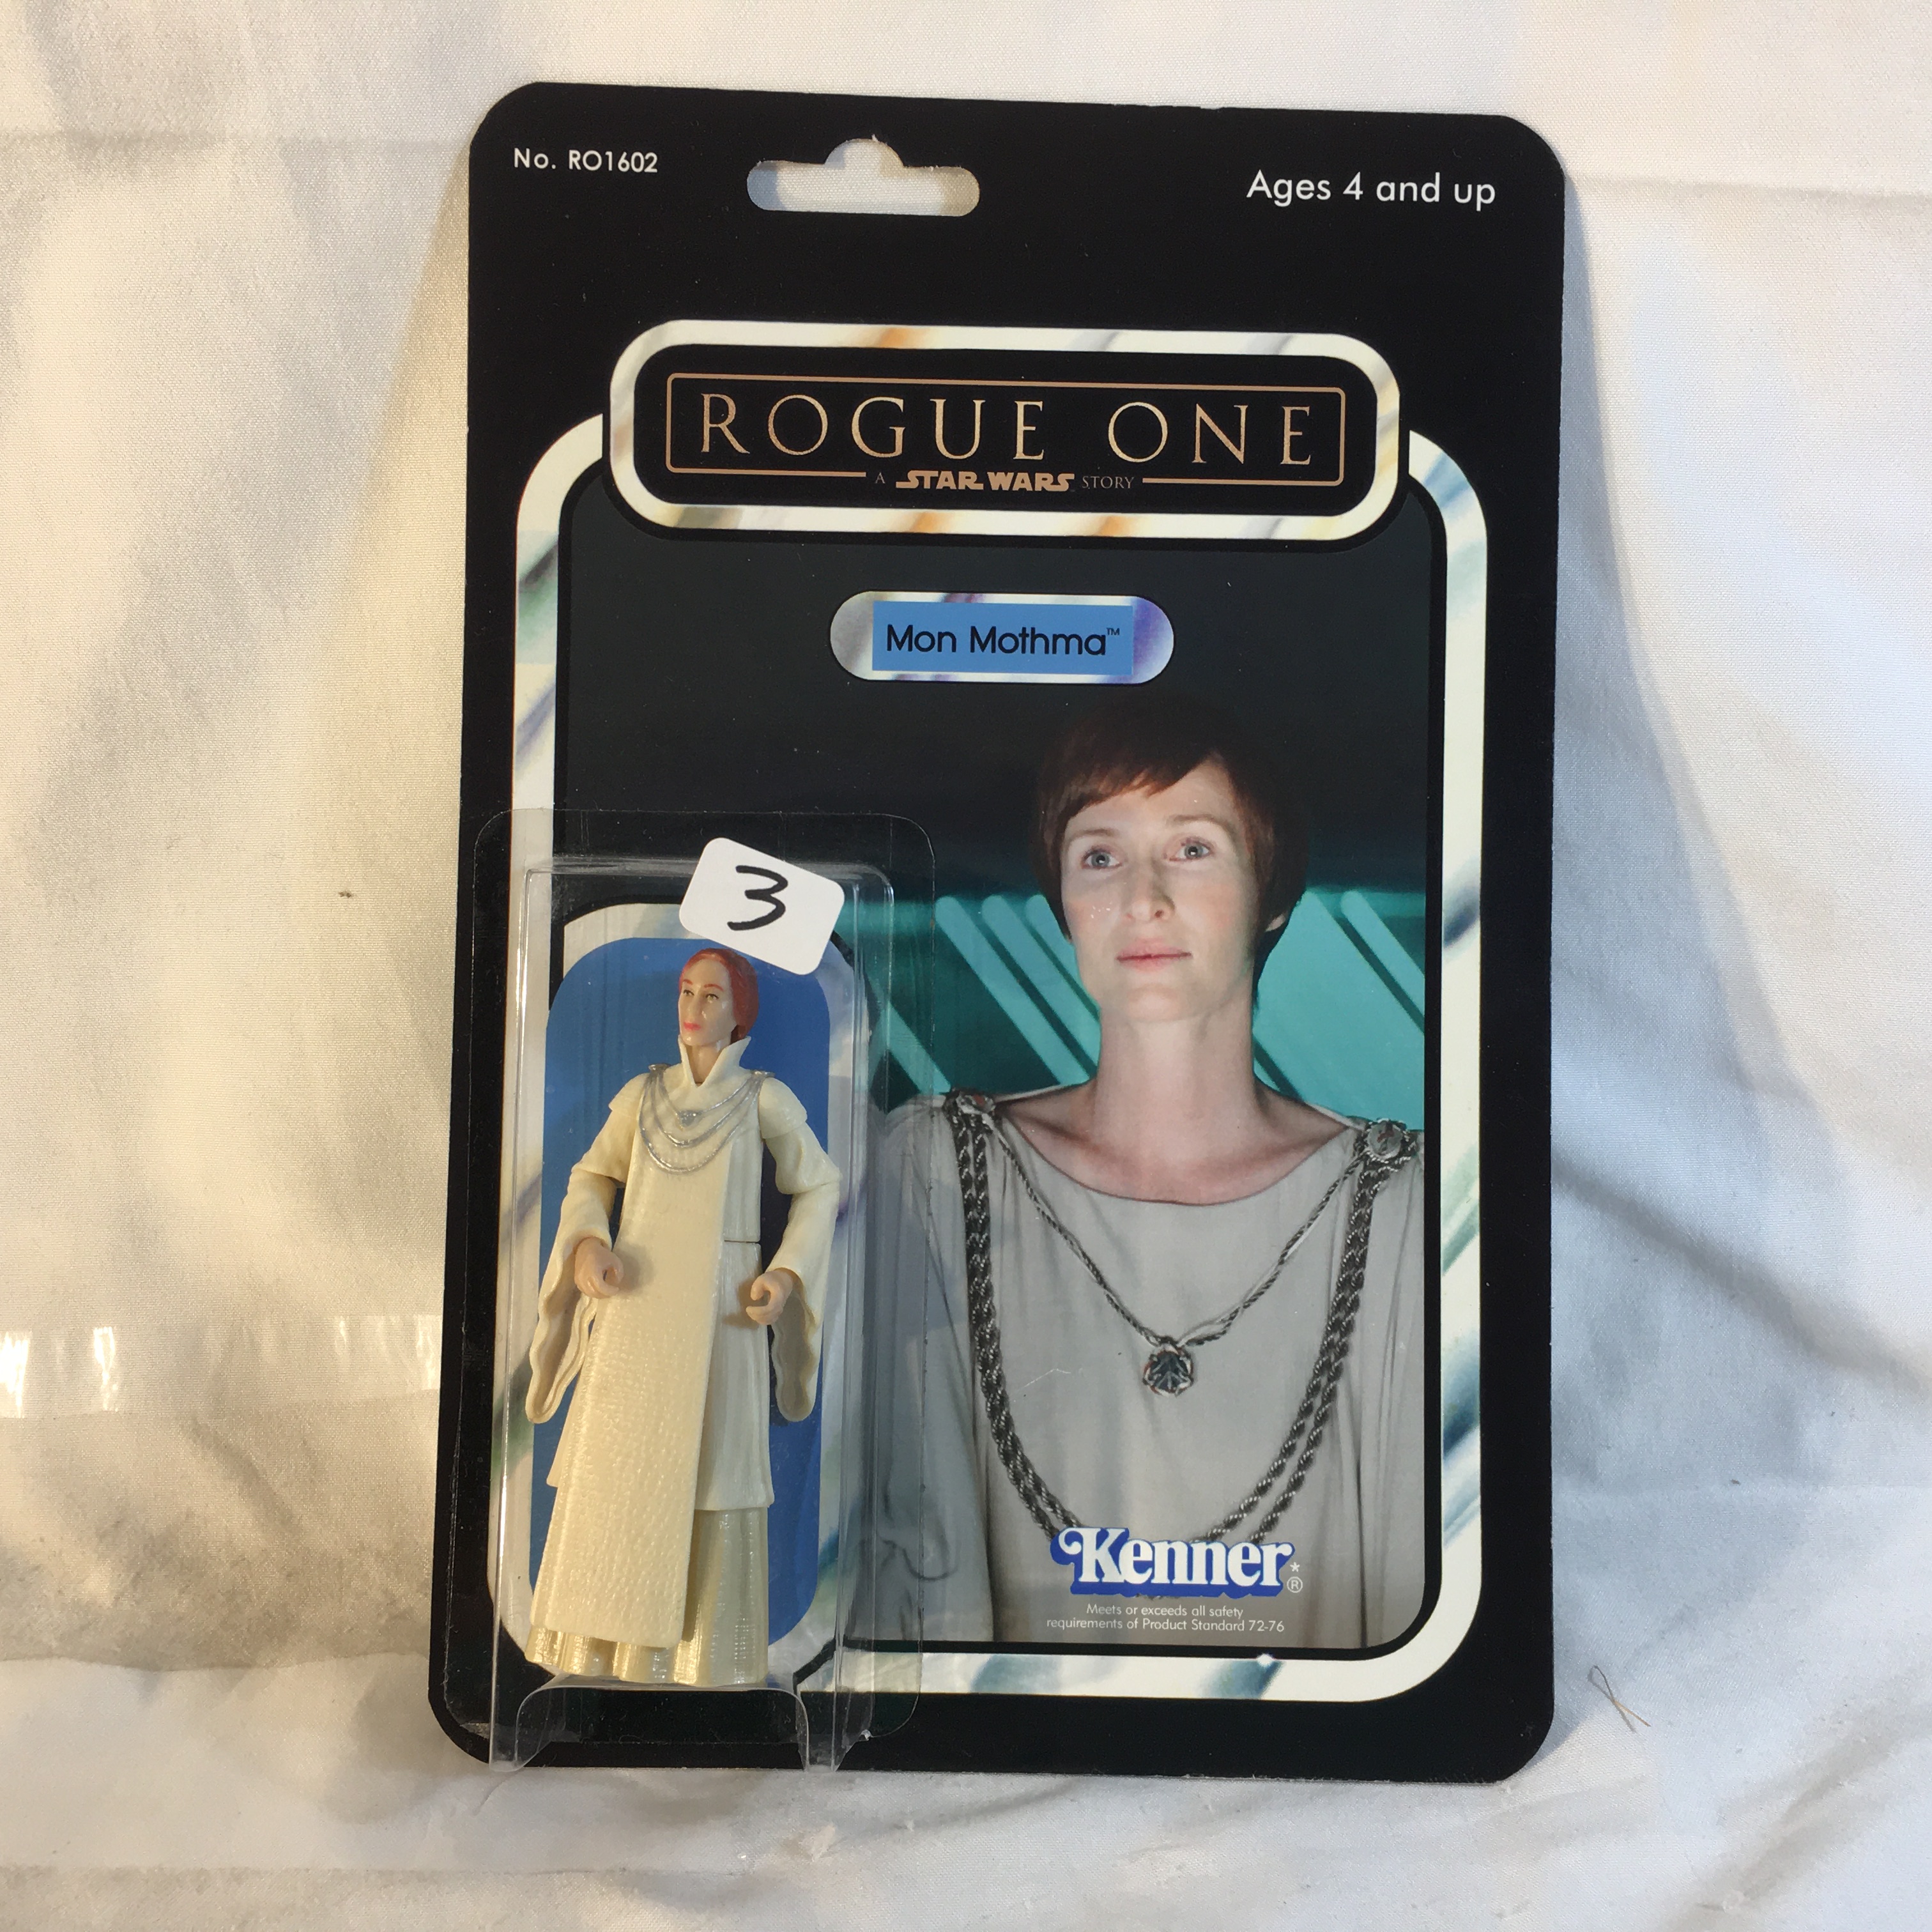 No. RO1602
Ages 4 and up
ROGUE ONE
A STAR WARS STORY
Mon Mothma™
3
Kenner*®
Meets or exceeds all safety
requirements of Product Standard 72-76